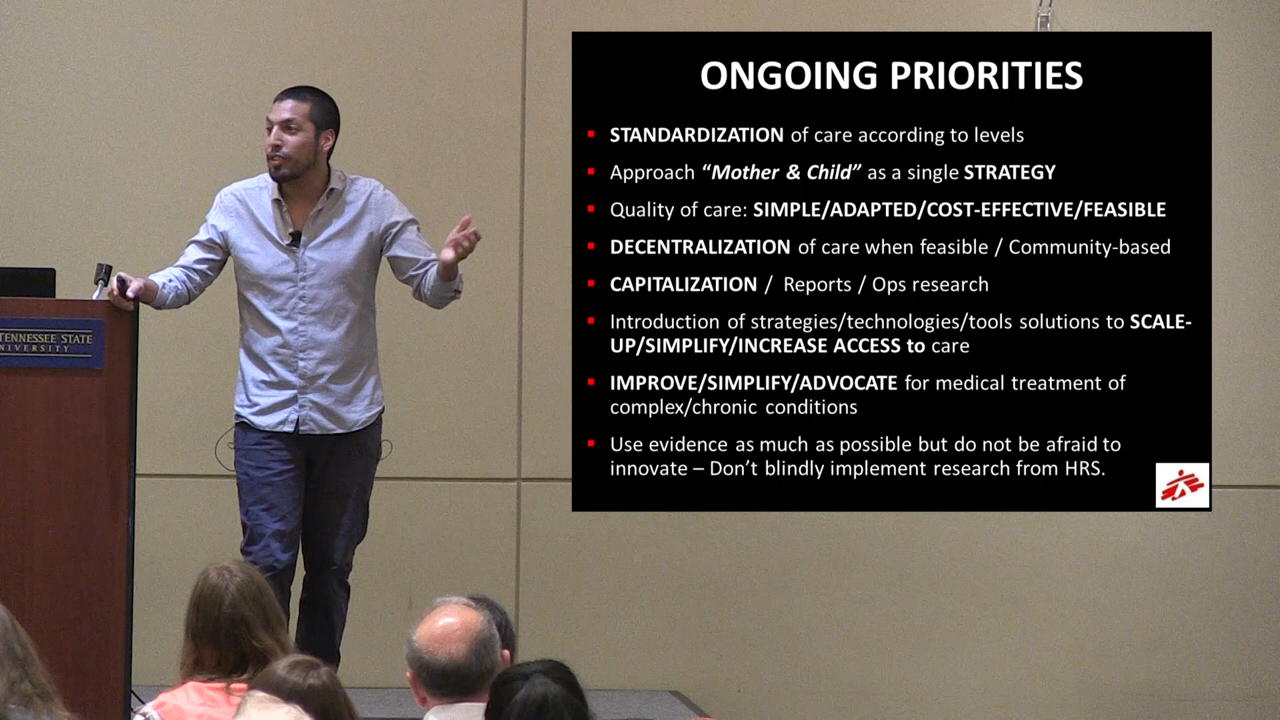 ONGOING PRIORITIES
▪ STANDARDIZATION of care according to levels
▪ Approach “Mother & Child” as a single STRATEGY
▪ Quality of care: SIMPLE/ADAPTED/COST-EFFECTIVE/FEASIBLE
▪ DECENTRALIZATION of care when feasible / Community-based
▪ CAPITALIZATION / Reports / Ops research
▪ Introduction of strategies/technologies/tools solutions to SCALE-
UP/SIMPLIFY/INCREASE ACCESS to care
▪ IMPROVE/SIMPLIFY/ADVOCATE for medical treatment of
complex/chronic conditions
▪ Use evidence as much as possible but do not be afraid to
innovate – Don’t blindly implement research from HRS.
TENNESSEE STATE
NIVERSITY